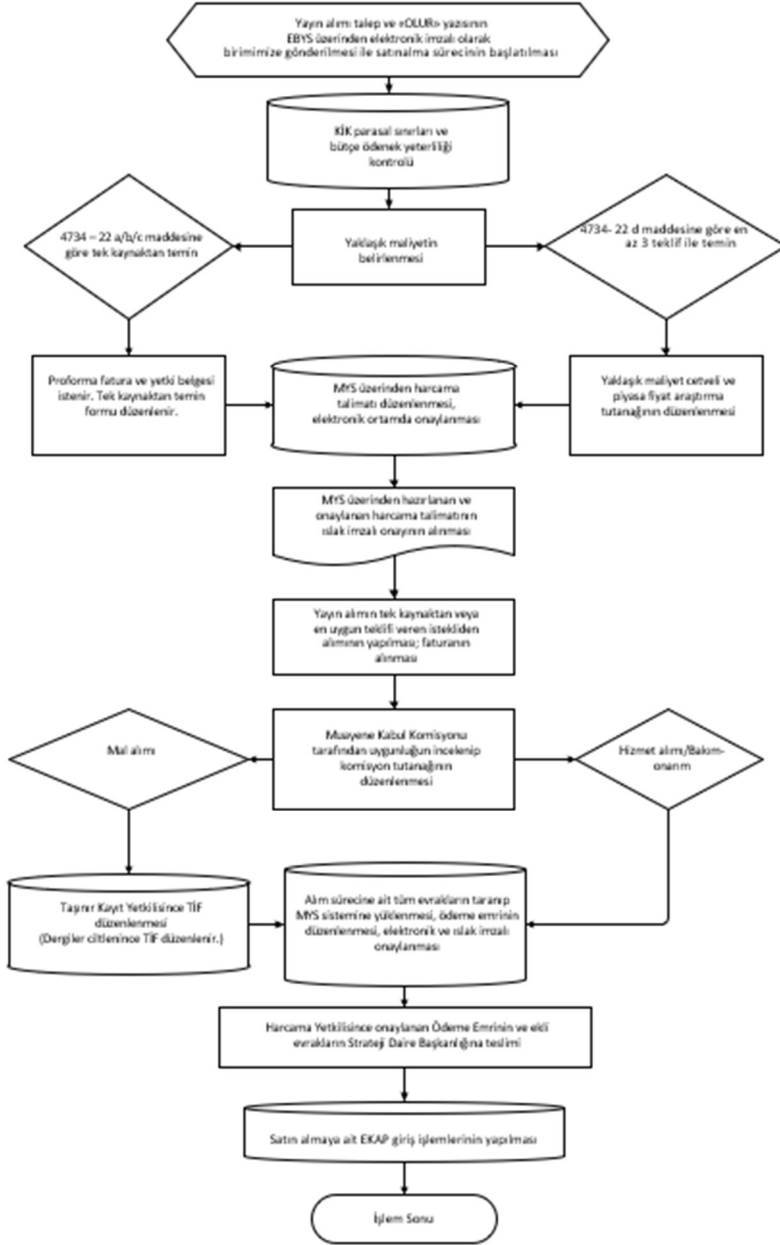 Yayın alımı talep ve «OLUR» yazısının
EBYS üzerinden elektronik imzalı olarak
birimimize gönderilmesi ile satınalma sürecinin başlatılması
KİK parasal sınırları ve
bütçe ödenek yeterliliği
kontrolü
4734 – 22 a/b/c maddesine
göre tek kaynaktan temin
Yaklaşık maliyetin
belirlenmesi
4734- 22 d maddesine göre en
az 3 teklif ile temin
Proforma fatura ve yetki belgesi
istenir. Tek kaynaktan temin
formu düzenlenir.
MYS üzerinden harcama
talimatı düzenlenmesi,
elektronik ortamda onaylanması
Yaklaşık maliyet cetveli ve
piyasa fiyat araştırma
tutanağının düzenlenmesi
MYS üzerinden hazırlanan ve
onaylanan harcama talimatının
ıslak imzalı onayının alınması
Yayın alımın tek kaynaktan veya
en uygun teklifi veren istekliden
alımının yapılması; faturanın
alınması
Mal alımı
Muayene Kabul Komisyonu
tarafından uygunluğun incelenip
komisyon tutanağının
düzenlenmesi
Hizmet alımı/Bakım-
onarım
Taşınır Kayıt Yetkilisince TİF
düzenlenmesi
(Dergiler ciltlenince TİF düzenlenir.)
Alım sürecine ait tüm evrakların taranıp
MYS sistemine yüklenmesi, ödeme emrinin
düzenlenmesi, elektronik ve ıslak imzalı
onaylanması
Harcama Yetkilisince onaylanan Ödeme Emrinin ve ekli
evrakların Strateji Daire Başkanlığına teslimi
Satın almaya ait EKAP giriş işlemlerinin yapılması
İşlem Sonu